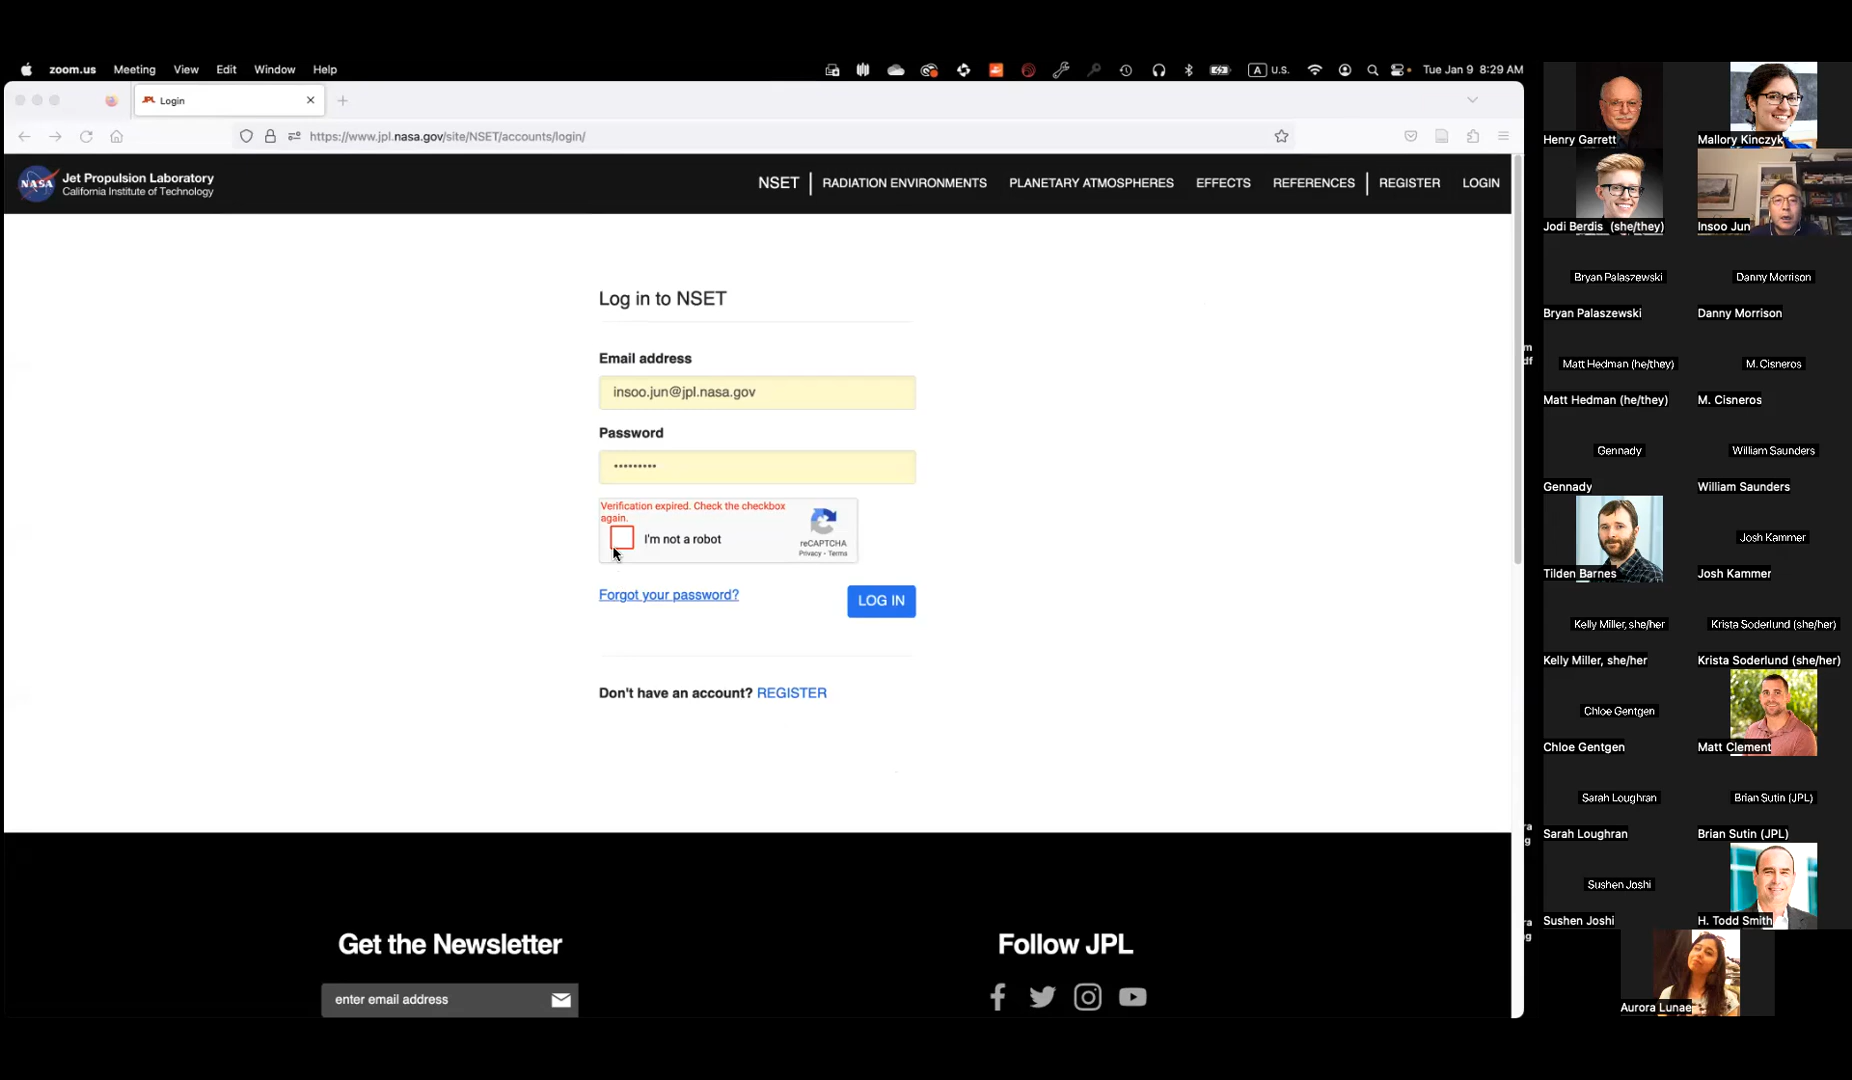 zoom.us Meeting View Edit Window Help
A U.S. Tue Jan 9 8:29 AM
JPL Login
https://www.jpl.nasa.gov/site/NSET/accounts/login/
NASA
Jet Propulsion Laboratory
California Institute of Technology
NSET RADIATION ENVIRONMENTS PLANETARY ATMOSPHERES EFFECTS REFERENCES REGISTER LOGIN
Log in to NSET
Email address
insoo.jun@jpl.nasa.gov
Password
•••••••••
Verification expired. Check the checkbox
again.
I'm not a robot
reCAPTCHA
Privacy - Terms
Forgot your password?
LOG IN
Don't have an account? REGISTER
Get the Newsletter
enter email address
Follow JPL
m
df
ra
g
ra
ng
Henry Garrett
Mallory Kinczyk
Jodi Berdis (she/they)
Insoo Jun
Bryan Palaszewski
Bryan Palaszewski
Danny Morrison
Danny Morrison
Matt Hedman (he/they)
Matt Hedman (he/they)
M. Cisneros
M. Cisneros
Gennady
Gennady
William Saunders
William Saunders
Tilden Barnes
Josh Kammer
Josh Kammer
Kelly Miller, she/her
Kelly Miller, she/her
Krista Soderlund (she/her)
Krista Soderlund (she/her)
Chloe Gentgen
Chloe Gentgen
Matt Clement
Sarah Loughran
Sarah Loughran
Brian Sutin (JPL)
Brian Sutin (JPL)
Sushen Joshi
Sushen Joshi
H. Todd Smith
Aurora Lunae